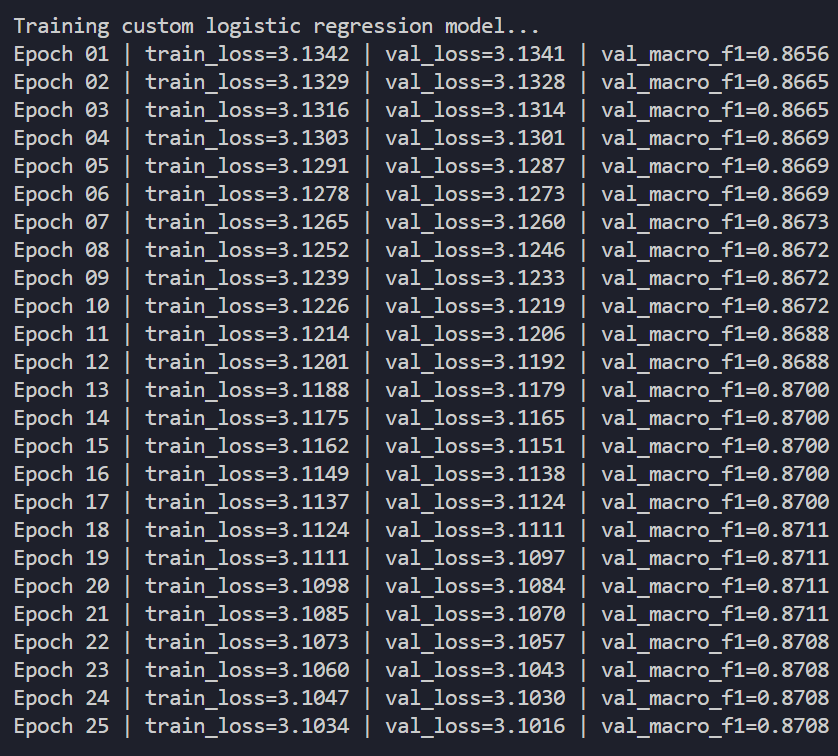 Training custom logistic regression model...
Epoch 01 | train_loss=3.1342 | val_loss=3.1341 | val_macro_f1=0.8656
Epoch 02 | train_loss=3.1329 | val_loss=3.1328 | val_macro_f1=0.8665
Epoch 03 | train_loss=3.1316 | val_loss=3.1314 | val_macro_f1=0.8665
Epoch 04 | train_loss=3.1303 | val_loss=3.1301 | val_macro_f1=0.8669
Epoch 05 | train_loss=3.1291 | val_loss=3.1287 | val_macro_f1=0.8669
Epoch 06 | train_loss=3.1278 | val_loss=3.1273 | val_macro_f1=0.8669
Epoch 07 | train_loss=3.1265 | val_loss=3.1260 | val_macro_f1=0.8673
Epoch 08 | train_loss=3.1252 | val_loss=3.1246 | val_macro_f1=0.8672
Epoch 09 | train_loss=3.1239 | val_loss=3.1233 | val_macro_f1=0.8672
Epoch 10 | train_loss=3.1226 | val_loss=3.1219 | val_macro_f1=0.8672
Epoch 11 | train_loss=3.1214 | val_loss=3.1206 | val_macro_f1=0.8688
Epoch 12 | train_loss=3.1201 | val_loss=3.1192 | val_macro_f1=0.8688
Epoch 13 | train_loss=3.1188 | val_loss=3.1179 | val_macro_f1=0.8700
Epoch 14 | train_loss=3.1175 | val_loss=3.1165 | val_macro_f1=0.8700
Epoch 15 | train_loss=3.1162 | val_loss=3.1151 | val_macro_f1=0.8700
Epoch 16 | train_loss=3.1149 | val_loss=3.1138 | val_macro_f1=0.8700
Epoch 17 | train_loss=3.1137 | val_loss=3.1124 | val_macro_f1=0.8700
Epoch 18 | train_loss=3.1124 | val_loss=3.1111 | val_macro_f1=0.8711
Epoch 19 | train_loss=3.1111 | val_loss=3.1097 | val_macro_f1=0.8711
Epoch 20 | train_loss=3.1098 | val_loss=3.1084 | val_macro_f1=0.8711
Epoch 21 | train_loss=3.1085 | val_loss=3.1070 | val_macro_f1=0.8711
Epoch 22 | train_loss=3.1073 | val_loss=3.1057 | val_macro_f1=0.8708
Epoch 23 | train_loss=3.1060 | val_loss=3.1043 | val_macro_f1=0.8708
Epoch 24 | train_loss=3.1047 | val_loss=3.1030 | val_macro_f1=0.8708
Epoch 25 | train_loss=3.1034 | val_loss=3.1016 | val_macro_f1=0.8708